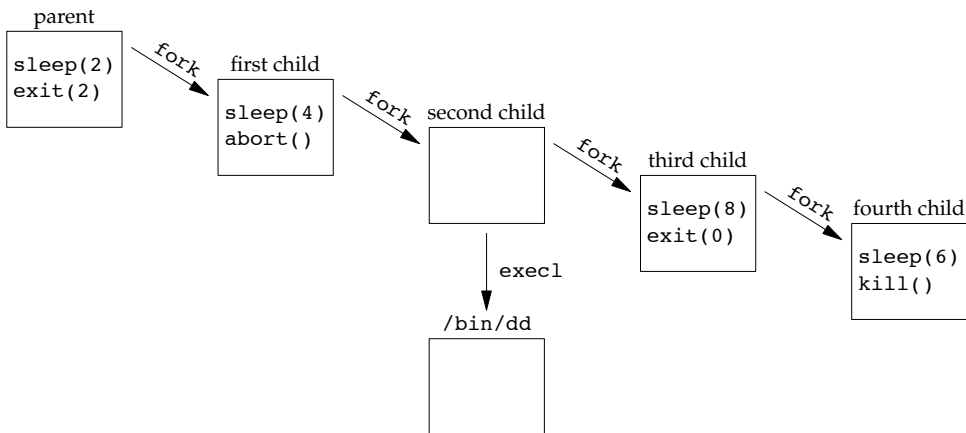 parent
sleep(2)
exit(2)
fork
first child
sleep(4)
abort()
fork
second child
fork
third child
sleep(8)
exit(0)
fork
fourth child
sleep(6)
kill()
execl
/bin/dd